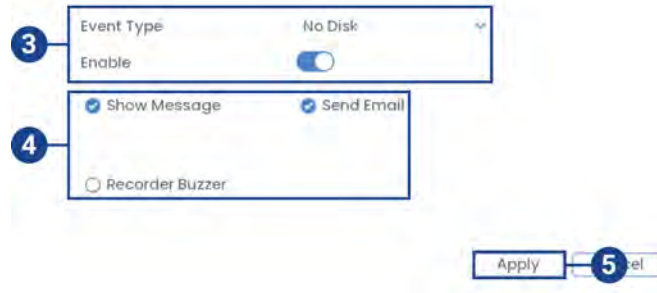 3 Event Type No Disk
Enable
Show Message Send Email
4
Recorder Buzzer
Apply 5